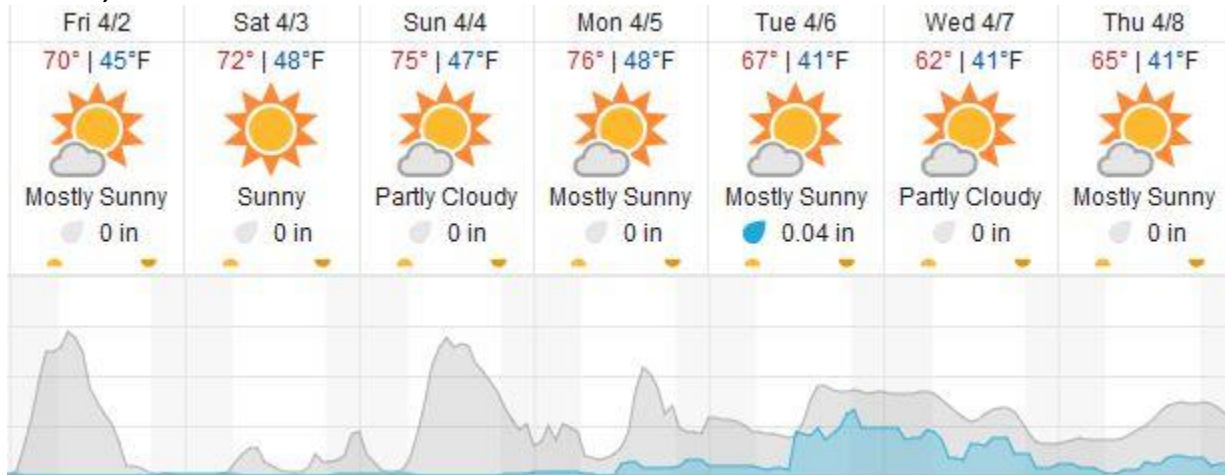 Fri 4/2 Sat 4/3 Sun 4/4 Mon 4/5 Tue 4/6 Wed 4/7 Thu 4/8
70° | 45°F 72° | 48°F 75° | 47°F 76° | 48°F 67° | 41°F 62° | 41°F 65° | 41°F
Mostly Sunny Sunny Partly Cloudy Mostly Sunny Mostly Sunny Partly Cloudy Mostly Sunny
0 in 0 in 0 in 0 in 0.04 in 0 in 0 in